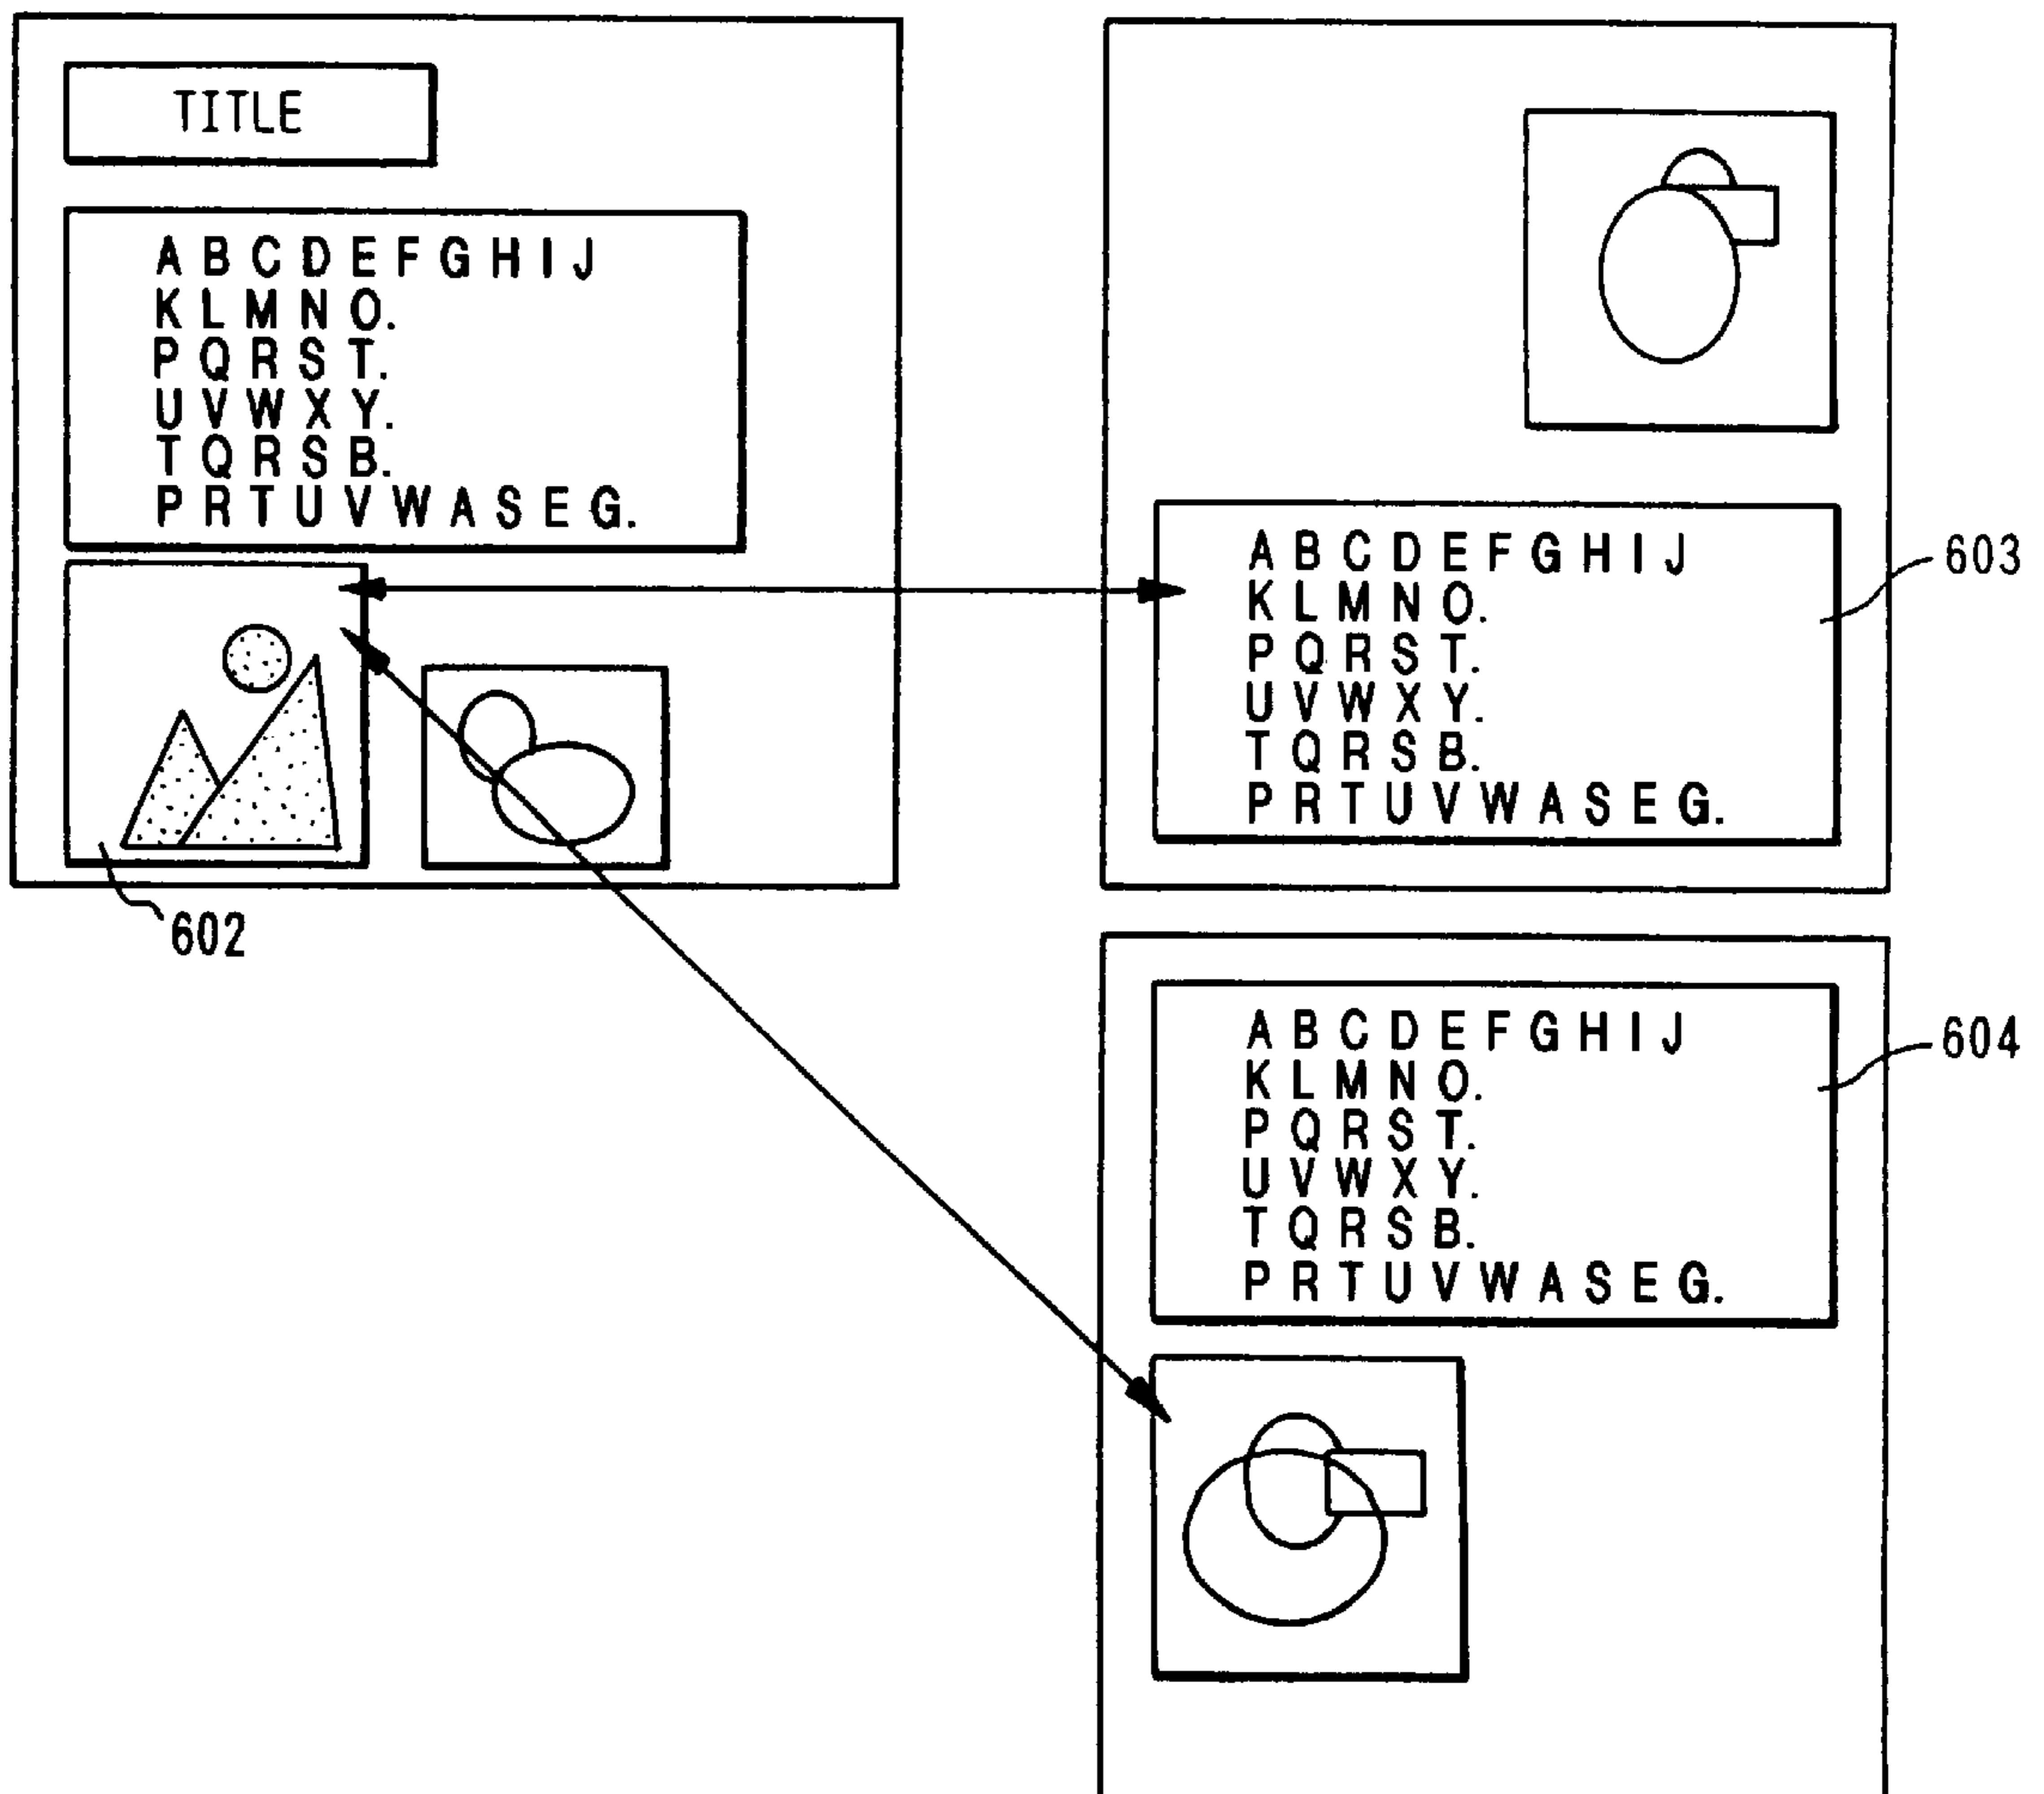 TITLE
A B C D E F G H I J
K L M N O.
P Q R S T.
U V W X Y.
T Q R S B.
P R T U V W A S E G.
602
A B C D E F G H I J
K L M N O.
P Q R S T.
U V W X Y.
T Q R S B.
P R T U V W A S E G.
603
A B C D E F G H I J
K L M N O.
P Q R S T.
U V W X Y.
T Q R S B.
P R T U V W A S E G.
604